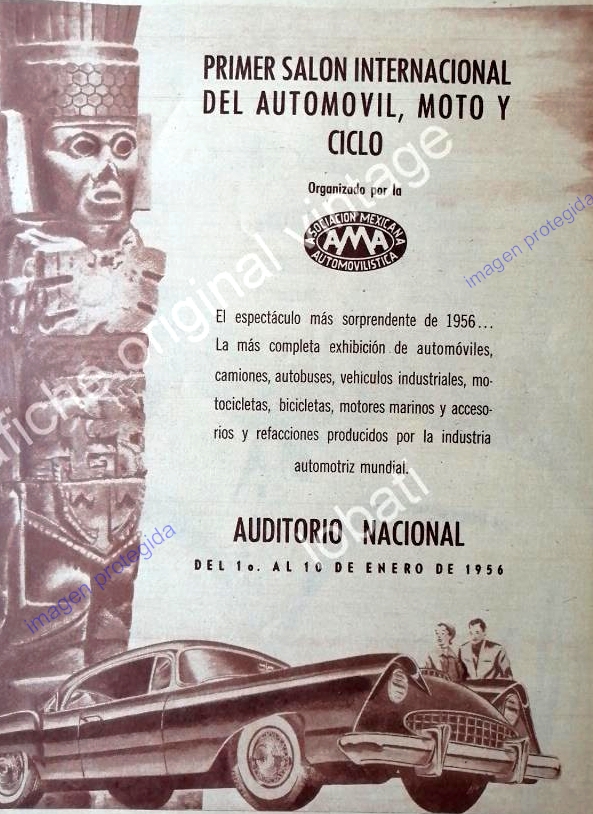 PRIMER SALON INTERNACIONAL
DEL AUTOMOVIL, MOTO Y
CICLO
Organizado por la
ASOCIACION MEXICANA
AMA
AUTOMOVILISTICA
El espectáculo más sorprendente de 1956...
La más completa exhibición de automóviles,
camiones, autobuses, vehículos industriales, mo-
tocicletas, bicicletas, motores marinos y acceso-
rios y refacciones producidos por la industria
automotriz mundial.
AUDITORIO NACIONAL
DEL 1o. AL 10 DE ENERO DE 1956
afiche original vintage
lobati
imagen protegida
imagen protegida